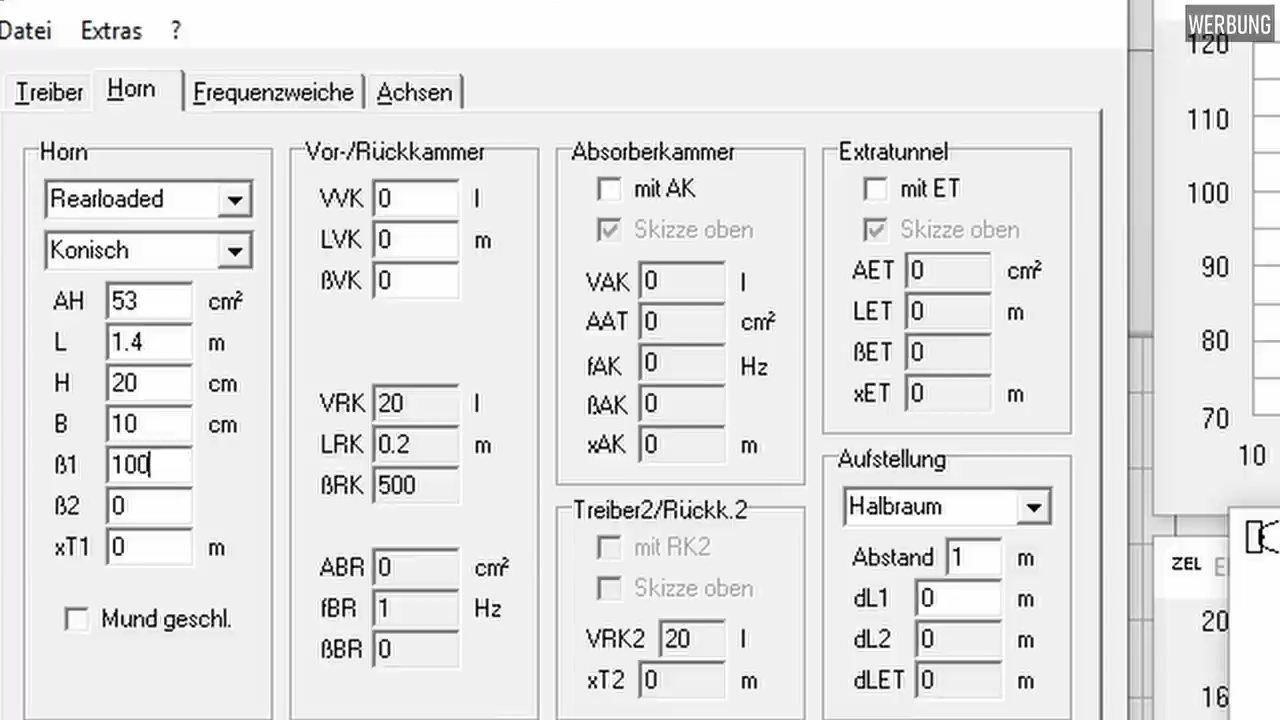 WERBUNG
Datei Extras ?
Treiber Horn Frequenzweiche Achsen
Horn
Rearloaded
Konisch
AH 53 cm²
L 1.4 m
H 20 cm
B 10 cm
ß1 100
ß2 0
xT1 0 m
Mund geschl.
Vor-/Rückkammer
VVK 0 l
LVK 0 m
ßVK 0
VRK 20 l
LRK 0.2 m
ßRK 500
ABR 0 cm²
fBR 1 Hz
ßBR 0
Absorberkammer
mit AK
Skizze oben
VAK 0 l
AAT 0 cm²
fAK 0 Hz
ßAK 0
xAK 0 m
Treiber2/Rückk.2
mit RK2
Skizze oben
VRK2 20 l
xT2 0 m
Extratunnel
mit ET
Skizze oben
AET 0 cm²
LET 0 m
ßET 0
xET 0 m
Aufstellung
Halbraum
Abstand 1 m
dL1 0 m
dL2 0 m
dLET 0 m
120
110
100
90
80
70
10
ZEL
20
16